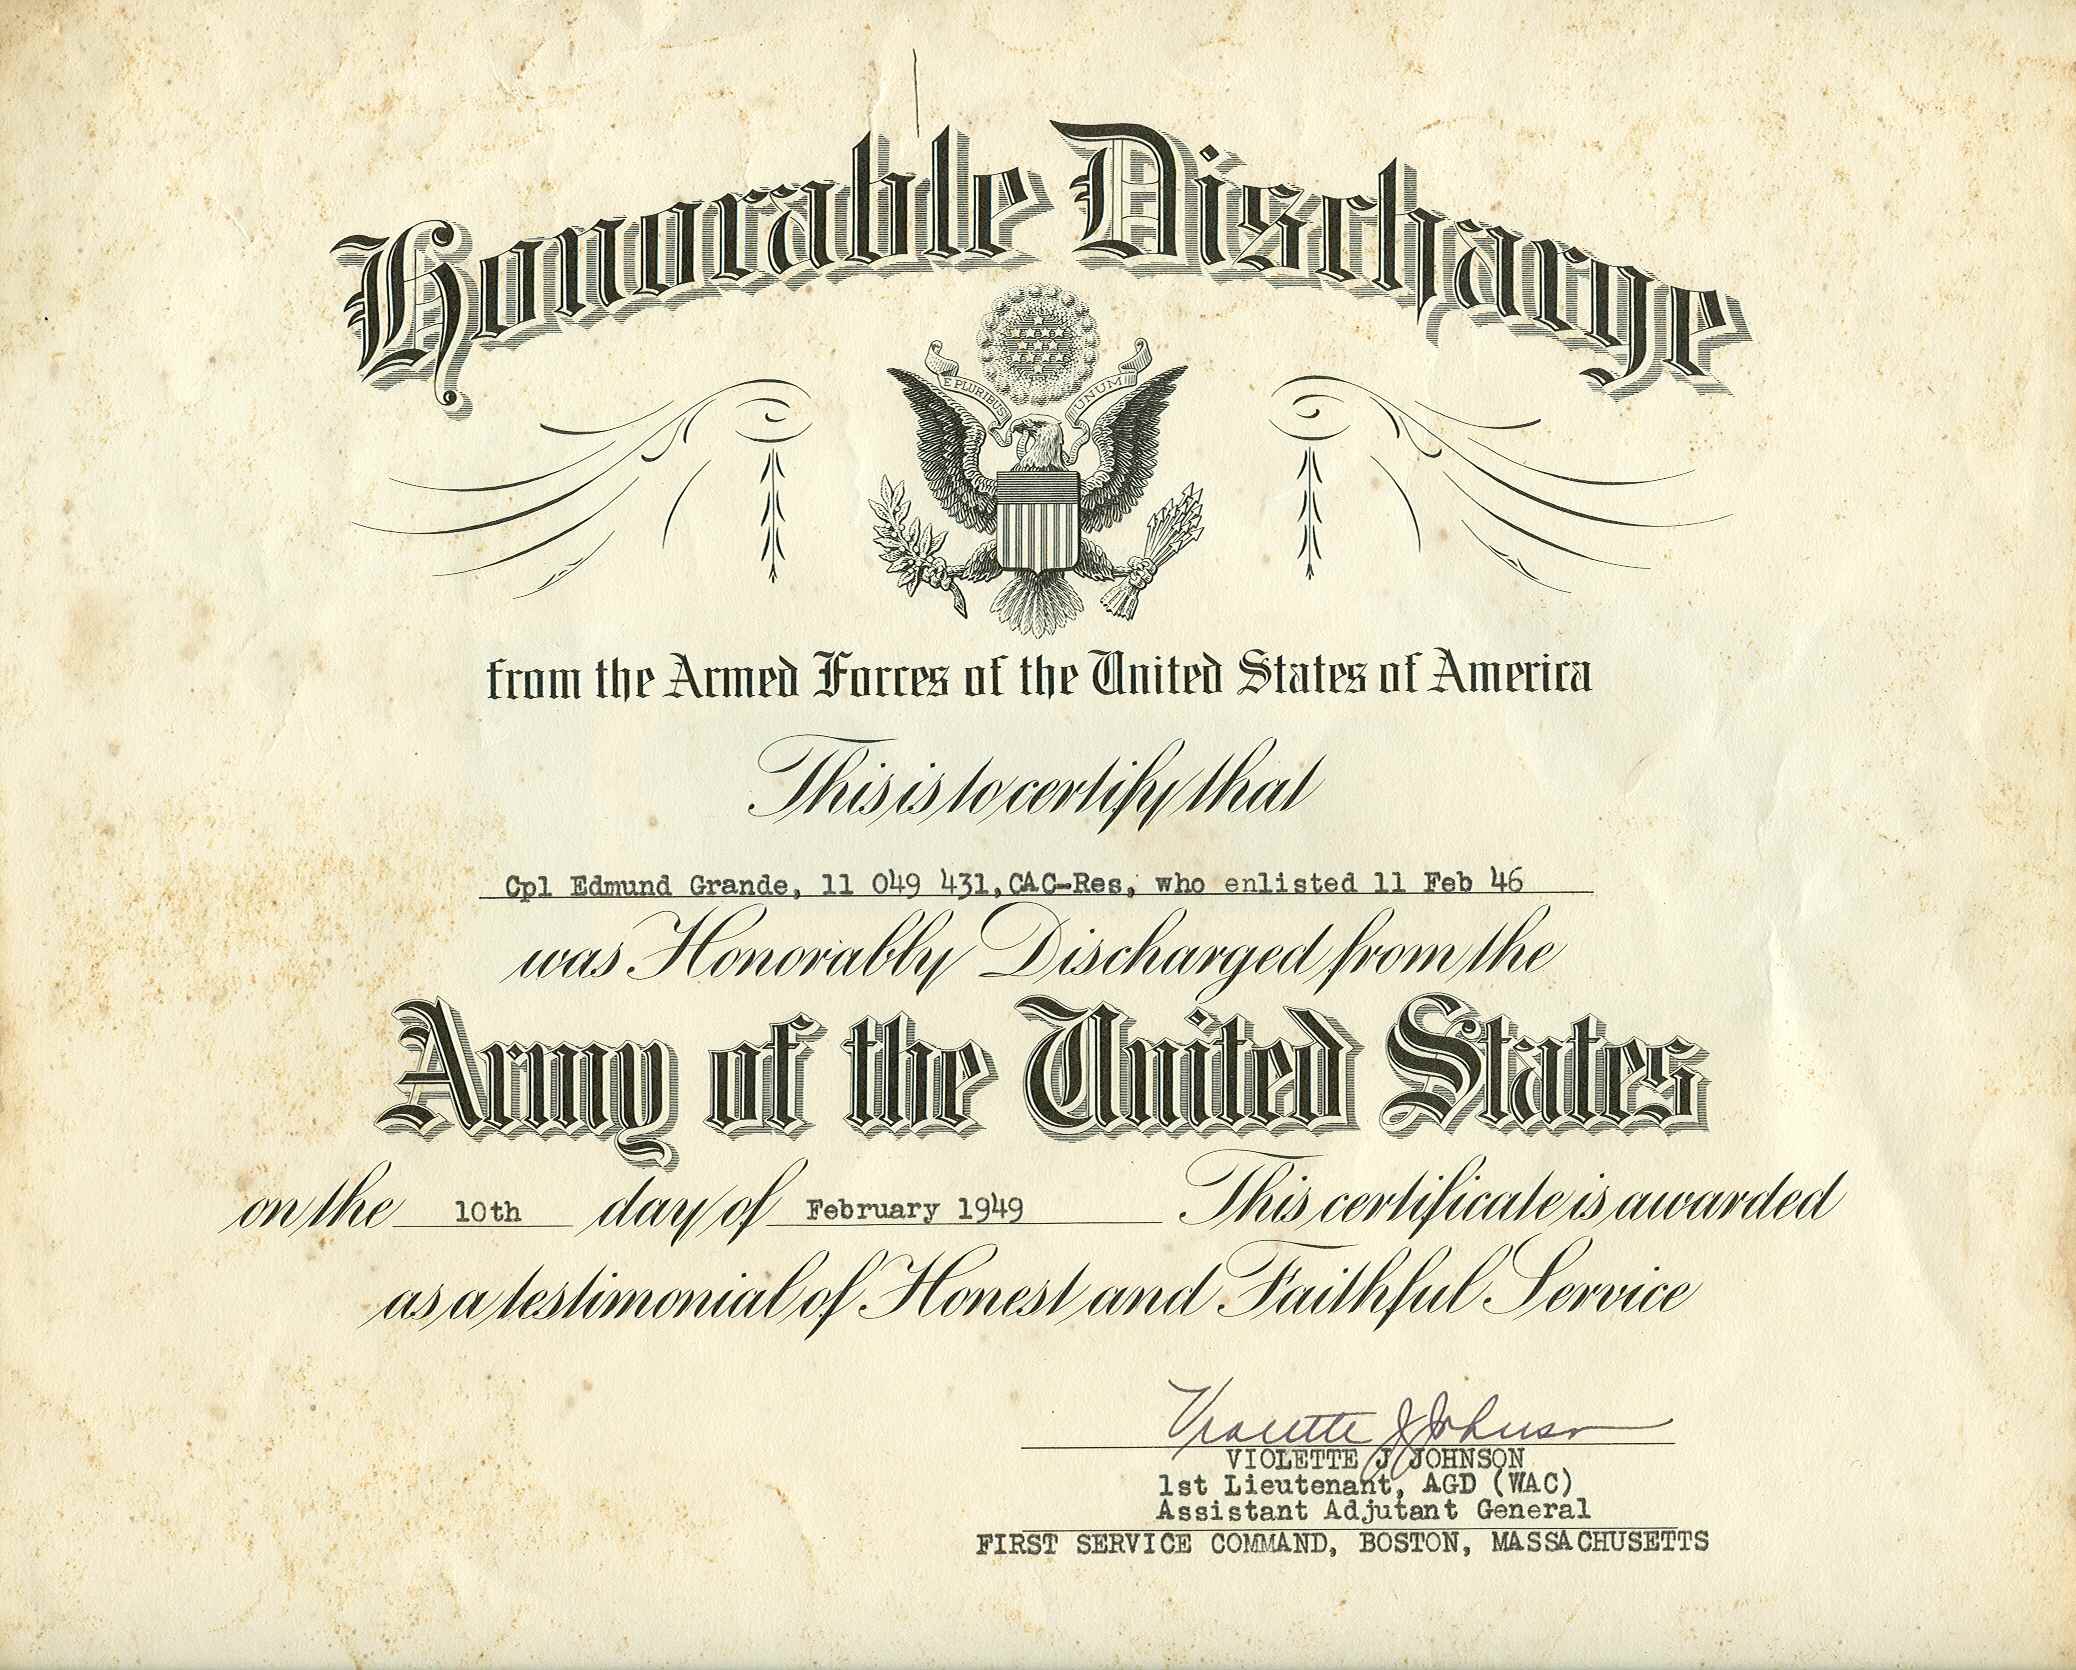 Honorable Discharge
E PLURIBUS UNUM
from the Armed Forces of the United States of America
This is to certify that
Cpl Edmund Grande, 11 049 431, CAC-Res, who enlisted 11 Feb 46
was Honorably Discharged from the
Army of the United States
on the 10th day of February 1949 This certificate is awarded
as a testimonial of Honest and Faithful Service
Violette J Johnson
VIOLETTE J JOHNSON
1st Lieutenant, AGD (WAC)
Assistant Adjutant General
FIRST SERVICE COMMAND, BOSTON, MASSACHUSETTS